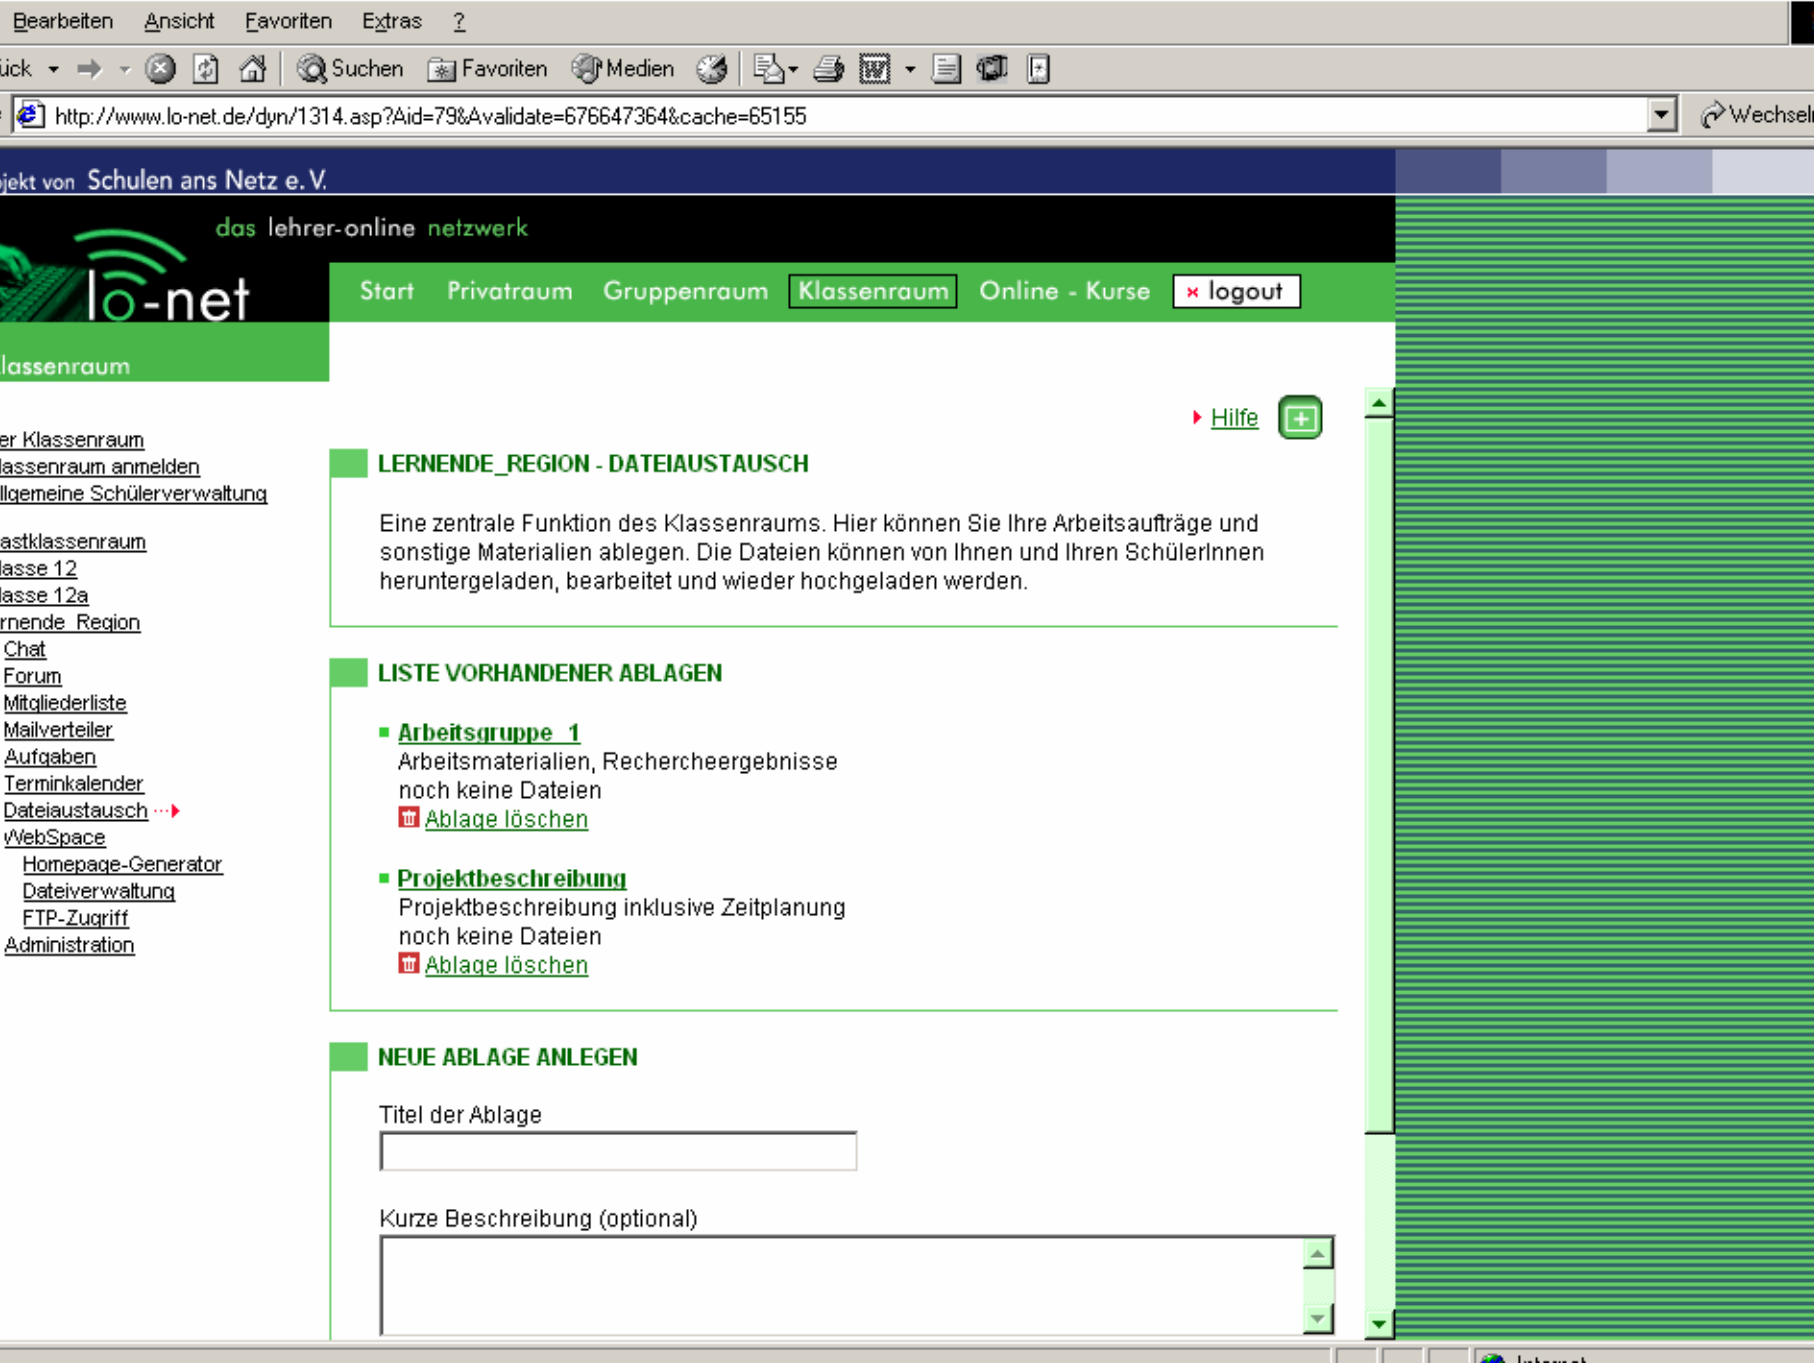 Bearbeiten Ansicht Favoriten Extras ?
ück Suchen Favoriten Medien
http://www.lo-net.de/dyn/1314.asp?Aid=79&Avalidate=676647364&cache=65155 Wechseln
jekt von Schulen ans Netz e.V.
das lehrer-online netzwerk
lo-net
Start Privatraum Gruppenraum Klassenraum Online - Kurse × logout
lassenraum
Hilfe
er Klassenraum
lassenraum anmelden
llgemeine Schülerverwaltung
astklassenraum
lasse 12
lasse 12a
rnende_Region
Chat
Forum
Mitgliederliste
Mailverteiler
Aufgaben
Terminkalender
Dateiaustausch
WebSpace
Homepage-Generator
Dateiverwaltung
FTP-Zugriff
Administration
LERNENDE_REGION - DATEIAUSTAUSCH
Eine zentrale Funktion des Klassenraums. Hier können Sie Ihre Arbeitsaufträge und
sonstige Materialien ablegen. Die Dateien können von Ihnen und Ihren SchülerInnen
heruntergeladen, bearbeitet und wieder hochgeladen werden.
LISTE VORHANDENER ABLAGEN
Arbeitsgruppe_1
Arbeitsmaterialien, Rechercheergebnisse
noch keine Dateien
Ablage löschen
Projektbeschreibung
Projektbeschreibung inklusive Zeitplanung
noch keine Dateien
Ablage löschen
NEUE ABLAGE ANLEGEN
Titel der Ablage
Kurze Beschreibung (optional)
Internet